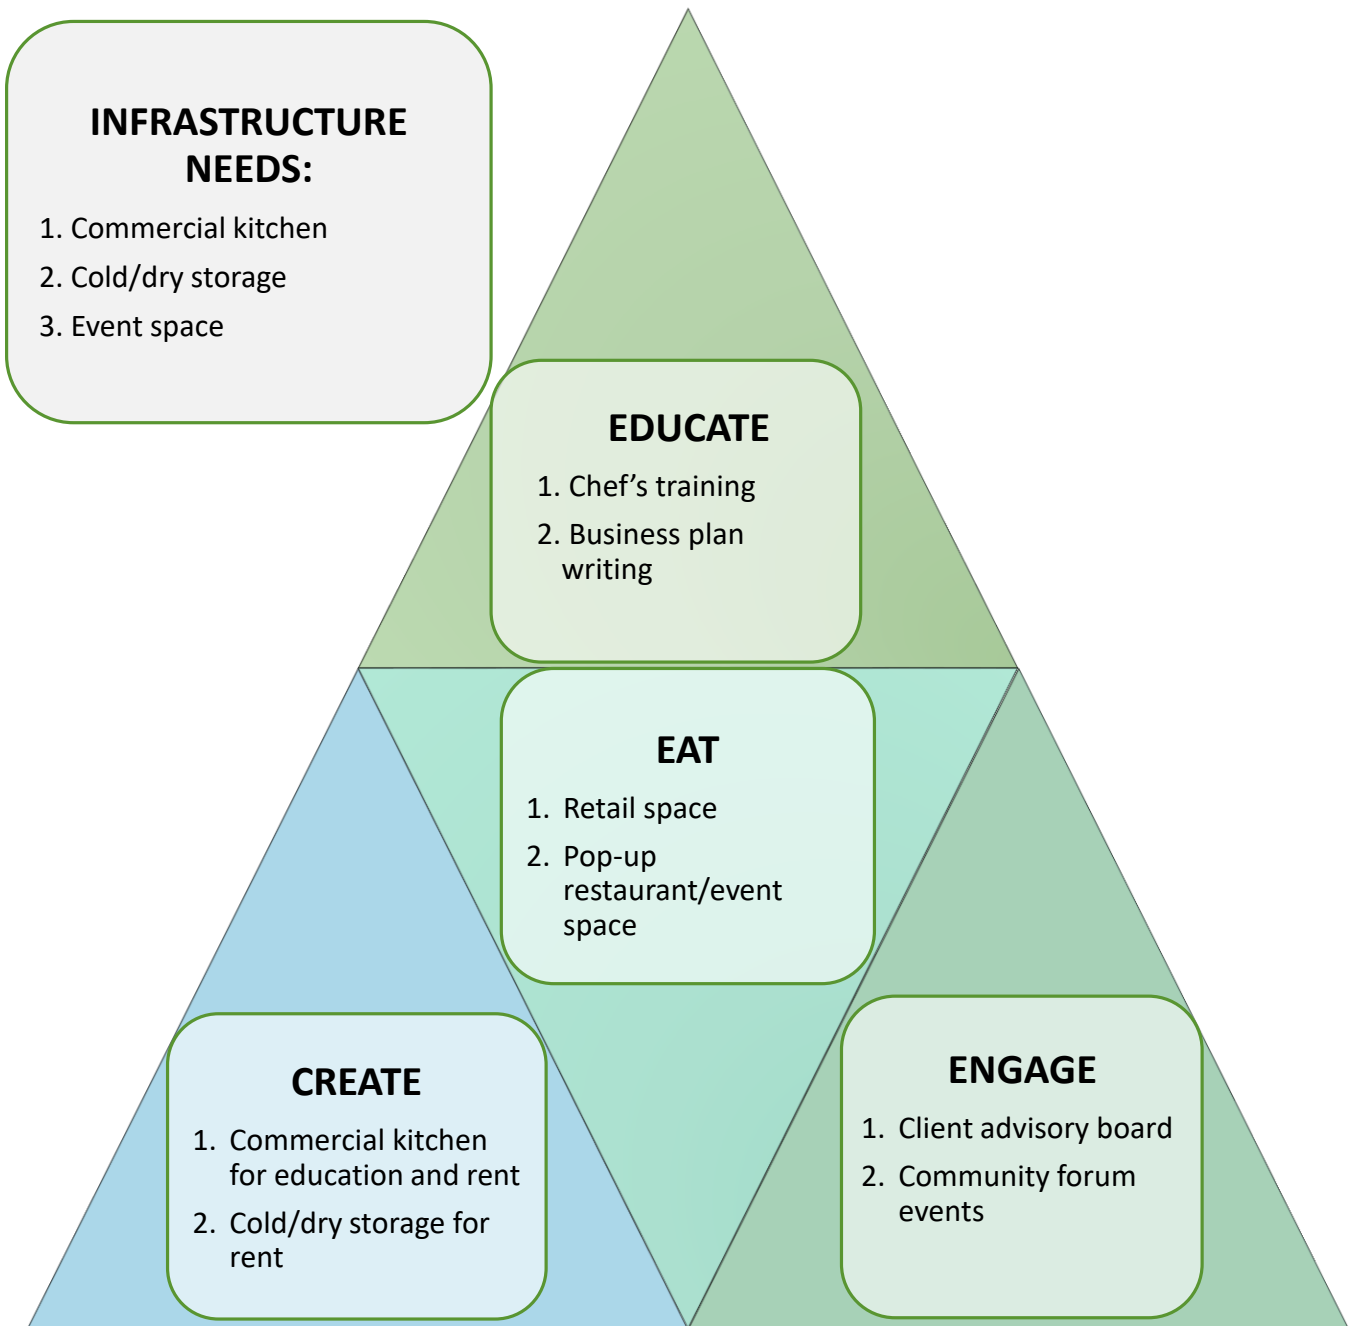 INFRASTRUCTURE
NEEDS:
1. Commercial kitchen
2. Cold/dry storage
3. Event space
EDUCATE
1. Chef’s training
2. Business plan
writing
EAT
1. Retail space
2. Pop-up
restaurant/event
space
CREATE
1. Commercial kitchen
for education and rent
2. Cold/dry storage for
rent
ENGAGE
1. Client advisory board
2. Community forum
events